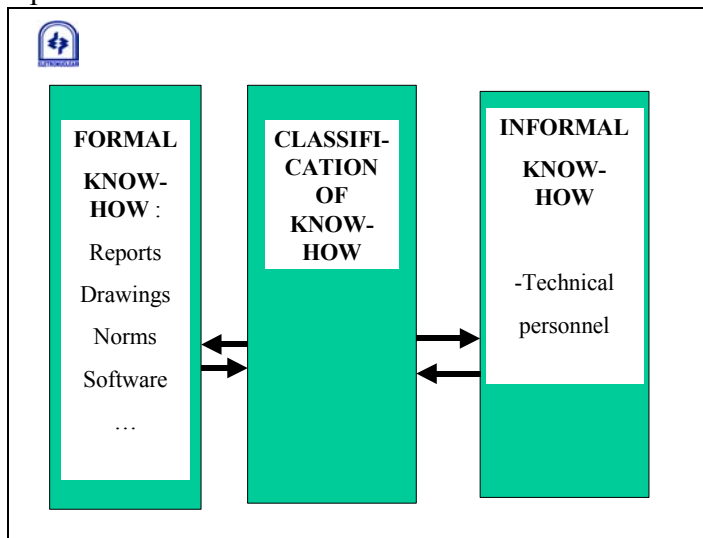 FORMAL
KNOW-
HOW :
Reports
Drawings
Norms
Software
…
CLASSIFI-
CATION
OF
KNOW-
HOW
INFORMAL
KNOW-
HOW
-Technical
personnel